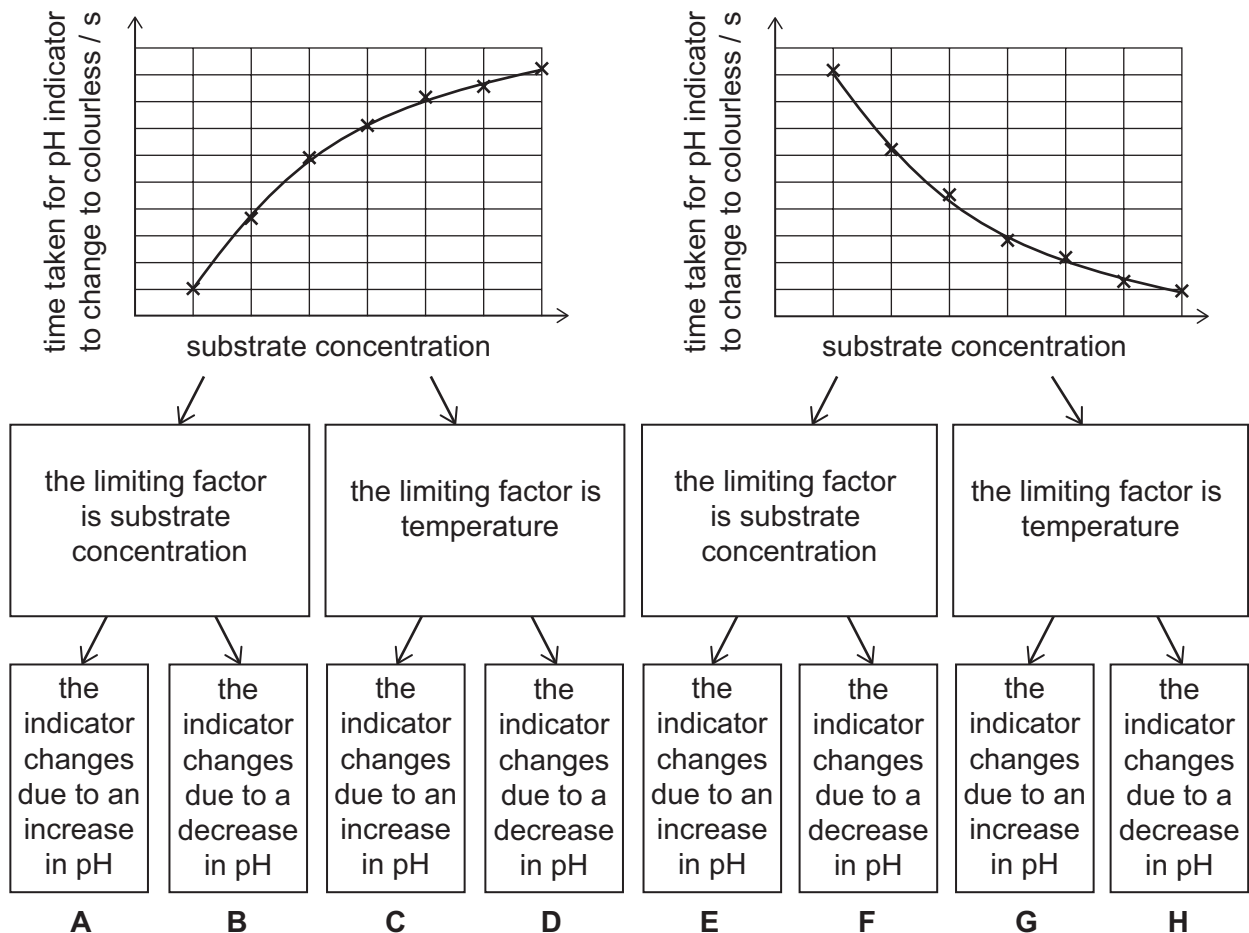 time taken for pH indicator
to change to colourless / s
substrate concentration
time taken for pH indicator
to change to colourless / s
substrate concentration
the limiting factor
is substrate
concentration
the limiting factor is
temperature
the limiting factor
is substrate
concentration
the limiting factor is
temperature
the
indicator
changes
due to an
increase
in pH
the
indicator
changes
due to a
decrease
in pH
the
indicator
changes
due to an
increase
in pH
the
indicator
changes
due to a
decrease
in pH
the
indicator
changes
due to an
increase
in pH
the
indicator
changes
due to a
decrease
in pH
the
indicator
changes
due to an
increase
in pH
the
indicator
changes
due to a
decrease
in pH
A B C D E F G H